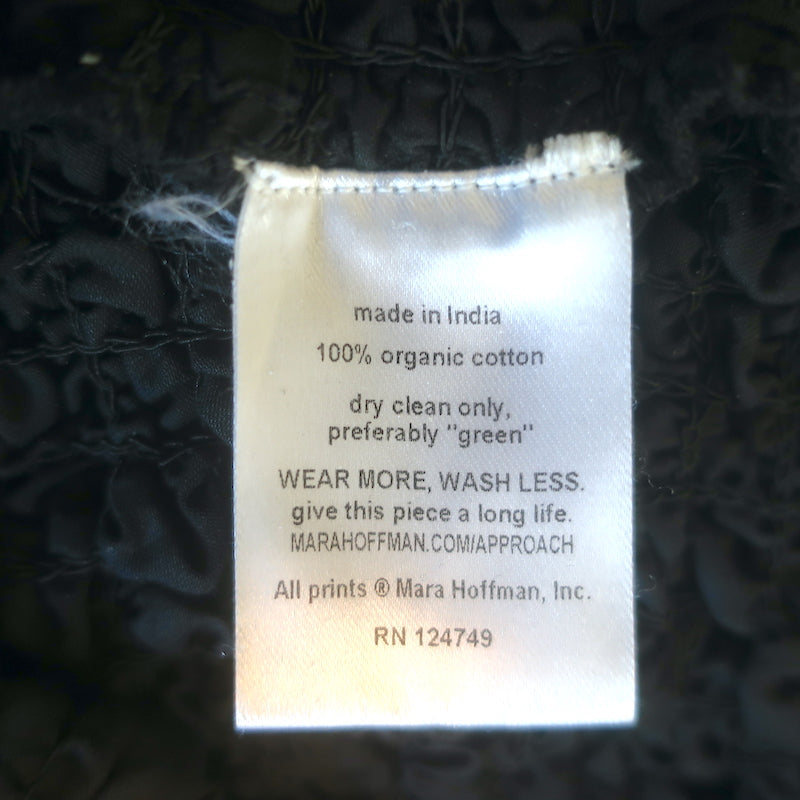 made in India
100% organic cotton
dry clean only,
preferably "green"
WEAR MORE, WASH LESS.
give this piece a long life.
MARAHOFFMAN.COM/APPROACH
All prints ® Mara Hoffman, Inc.
RN 124749